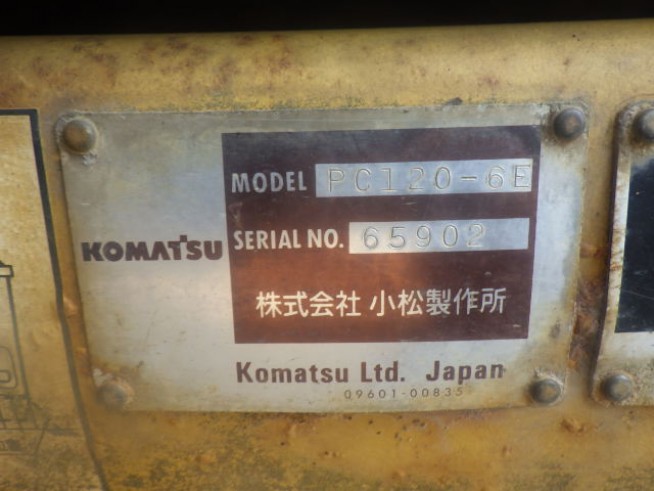 MODEL PC120-6E
KOMATSU
SERIAL NO. 65902
株式会社 小松製作所
Komatsu Ltd. Japan
09601-00835